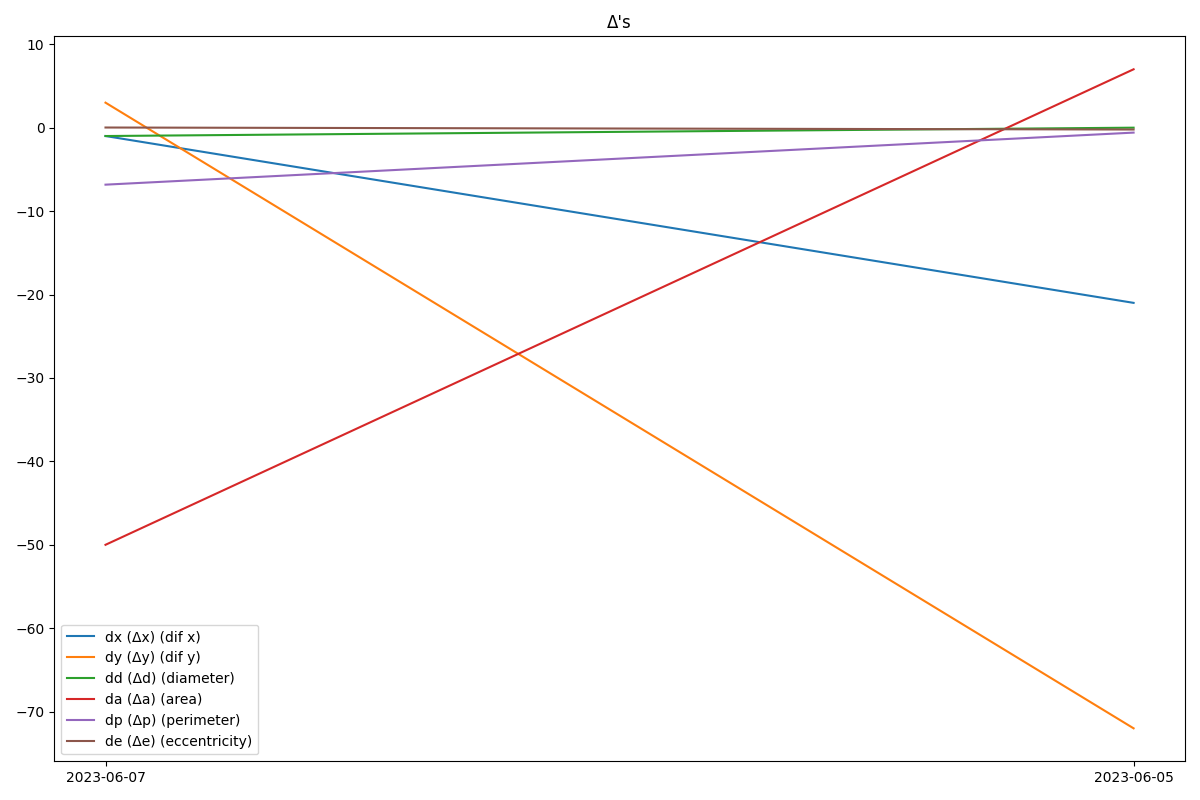 Δ's
10
0
−10
−20
−30
−40
−50
−60
−70
dx (Δx) (dif x)
dy (Δy) (dif y)
dd (Δd) (diameter)
da (Δa) (area)
dp (Δp) (perimeter)
de (Δe) (eccentricity)
2023-06-07 2023-06-05